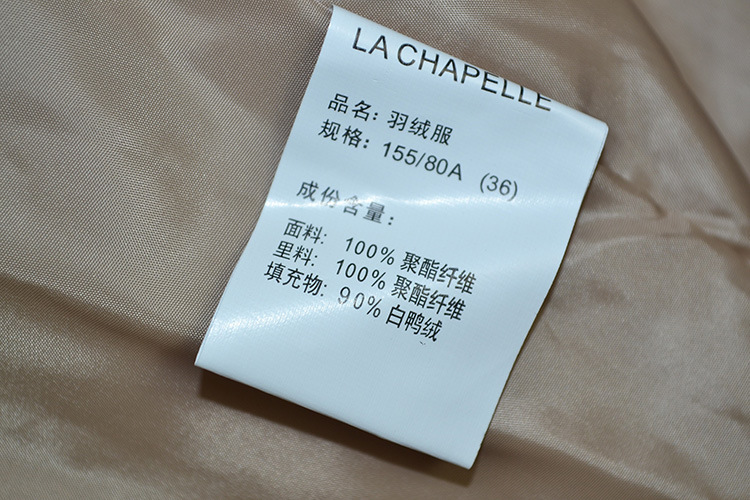 LA CHAPELLE
品名: 羽绒服
规格: 155/80A (36)
成份含量:
面料: 100% 聚酯纤维
里料: 100% 聚酯纤维
填充物: 90% 白鸭绒